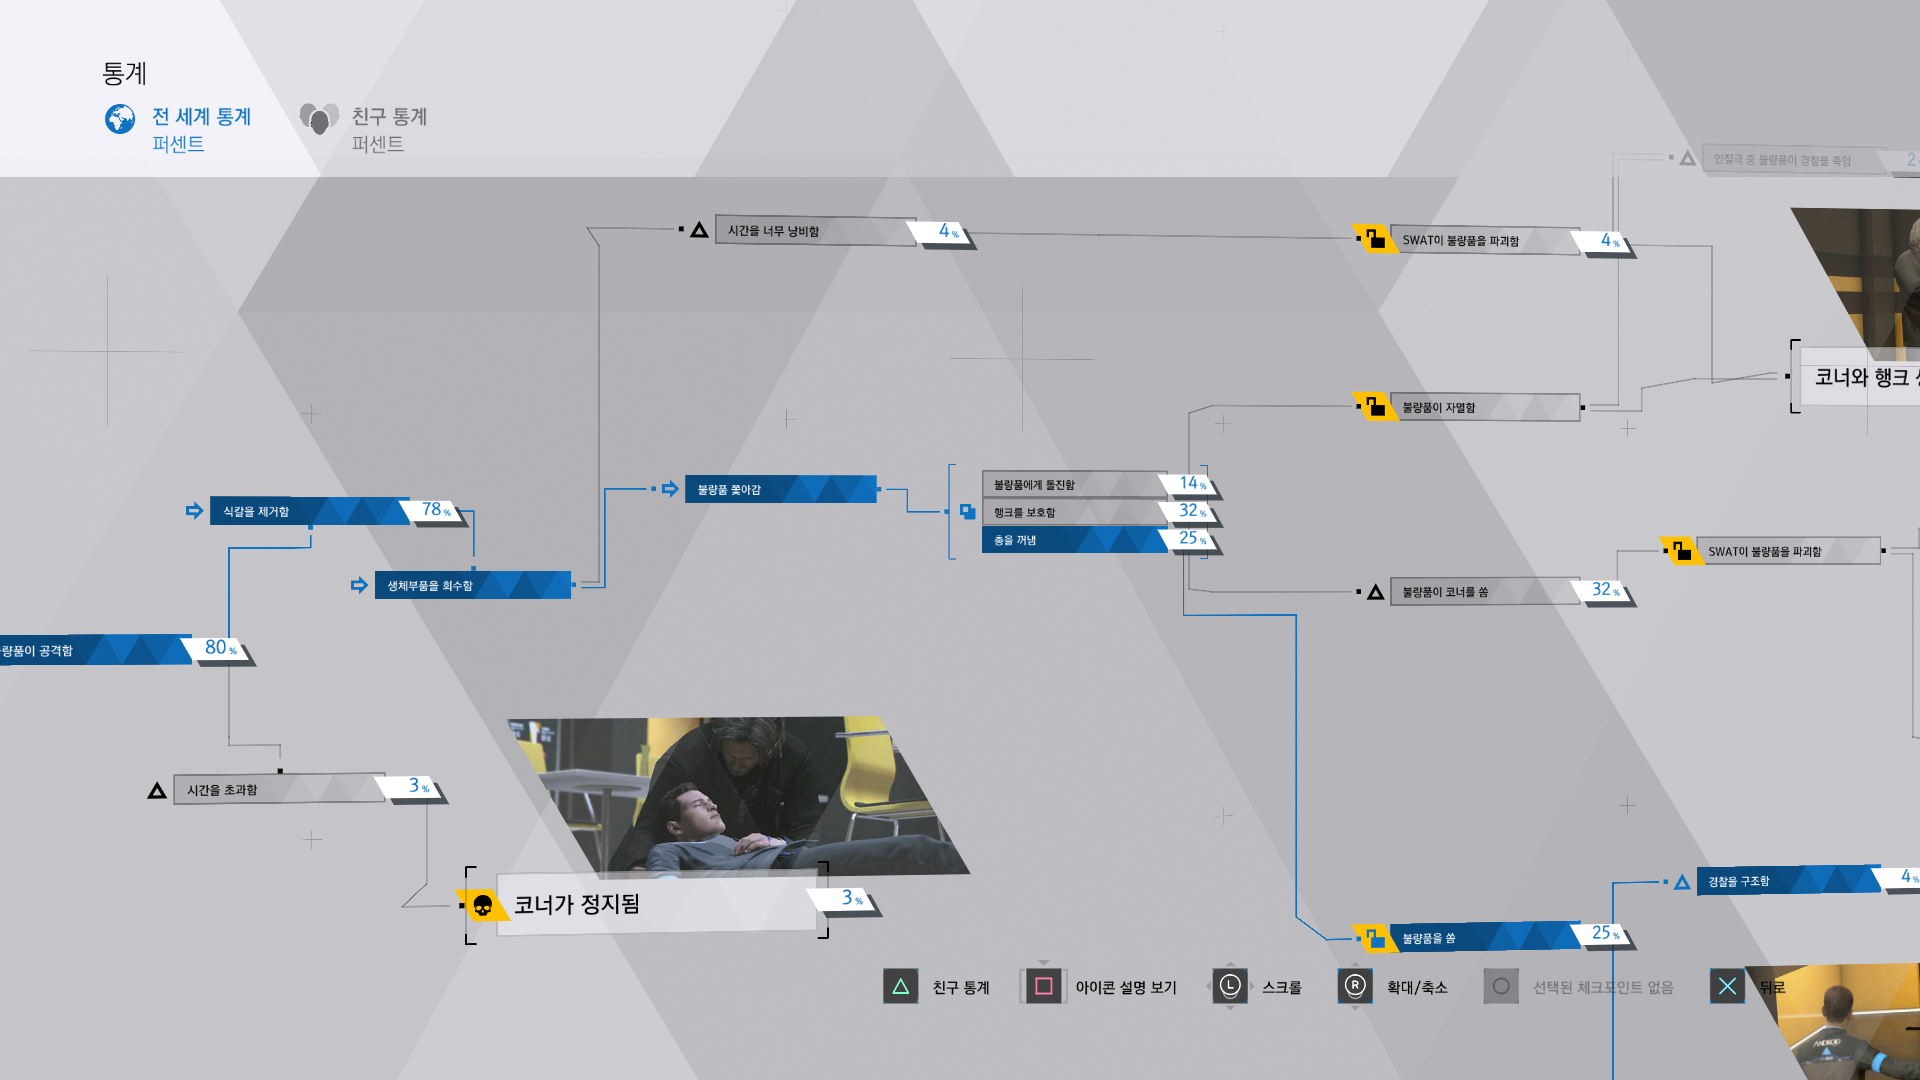 통계
전 세계 통계
퍼센트
친구 통계
퍼센트
인질극 중 불량품이 경찰을 죽임
2
시간을 너무 낭비함
4%
SWAT이 불량품을 파괴함
4%
코너와 행크
불량품이 자멸함
불량품에게 돌진함
14%
불량품 쫓아감
행크를 보호함
32%
식칼을 제거함
78%
총을 꺼냄
25%
SWAT이 불량품을 파괴함
생체부품을 회수함
불량품이 코너를 쏨
32%
량품이 공격함
80%
시간을 초과함
3%
경찰을 구조함
4%
코너가 정지됨
3%
불량품을 쏨
25%
친구 통계
아이콘 설명 보기
L
스크롤
R
확대/축소
선택된 체크포인트 없음
뒤로
ANDROID